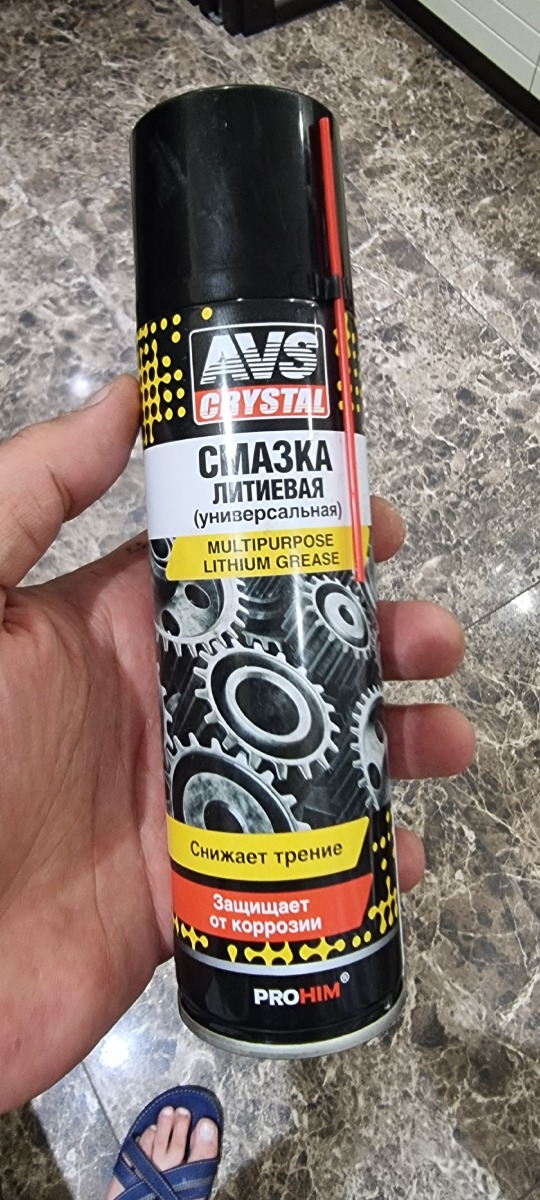 AVS
CRYSTAL
СМАЗКА
ЛИТИЕВАЯ
(универсальная)
MULTIPURPOSE
LITHIUM GREASE
Снижает трение
Защищает
от коррозии
PROHIM®